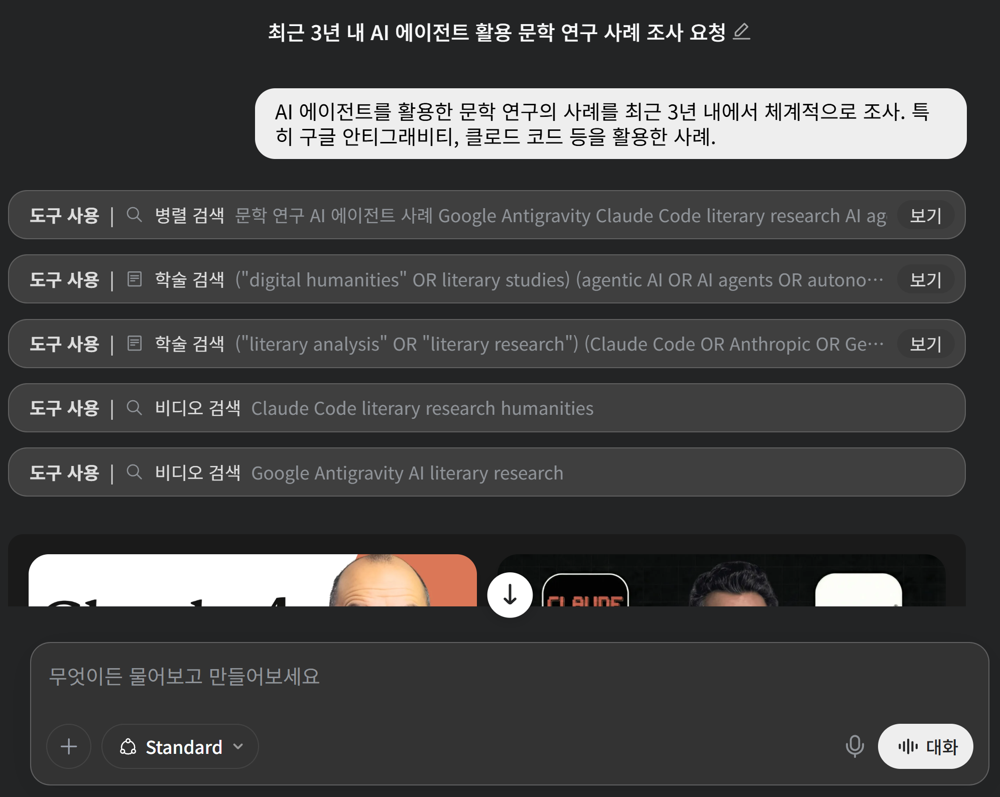 최근 3년 내 AI 에이전트 활용 문학 연구 사례 조사 요청
AI 에이전트를 활용한 문학 연구의 사례를 최근 3년 내에서 체계적으로 조사. 특
히 구글 안티그래비티, 클로드 코드 등을 활용한 사례.
도구 사용 | 병렬 검색 문학 연구 AI 에이전트 사례 Google Antigravity Claude Code literary research AI ag 보기
도구 사용 | 학술 검색 ("digital humanities" OR literary studies) (agentic AI OR AI agents OR autono… 보기
도구 사용 | 학술 검색 ("literary analysis" OR "literary research") (Claude Code OR Anthropic OR Ge… 보기
도구 사용 | 비디오 검색 Claude Code literary research humanities
도구 사용 | 비디오 검색 Google Antigravity AI literary research
CLAUDE
무엇이든 물어보고 만들어보세요
Standard 대화